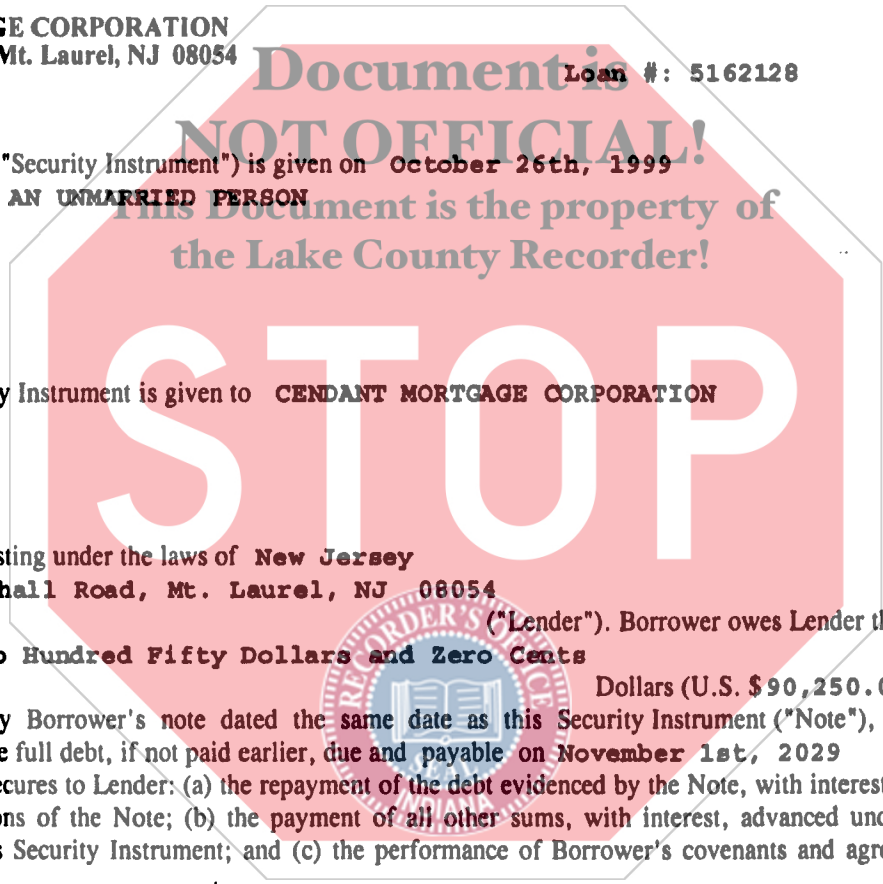 GE CORPORATION
Mt. Laurel, NJ 08054
Document is
Loan #: 5162128
NOT OFFICIAL!
"Security Instrument") is given on October 26th, 1999
AN UNMARRIED PERSON
This Document is the property of
the Lake County Recorder!
STOP
y Instrument is given to CENDANT MORTGAGE CORPORATION
sting under the laws of New Jersey
hall Road, Mt. Laurel, NJ 08054
("Lender"). Borrower owes Lender th
o Hundred Fifty Dollars and Zero Cents
Dollars (U.S. $90,250.0
y Borrower's note dated the same date as this Security Instrument ("Note"),
e full debt, if not paid earlier, due and payable on November 1st, 2029
ecures to Lender: (a) the repayment of the debt evidenced by the Note, with interest
ons of the Note; (b) the payment of all other sums, with interest, advanced und
s Security Instrument; and (c) the performance of Borrower's covenants and agre
RECORDER'S OFFICE
SEAL
INDIANA